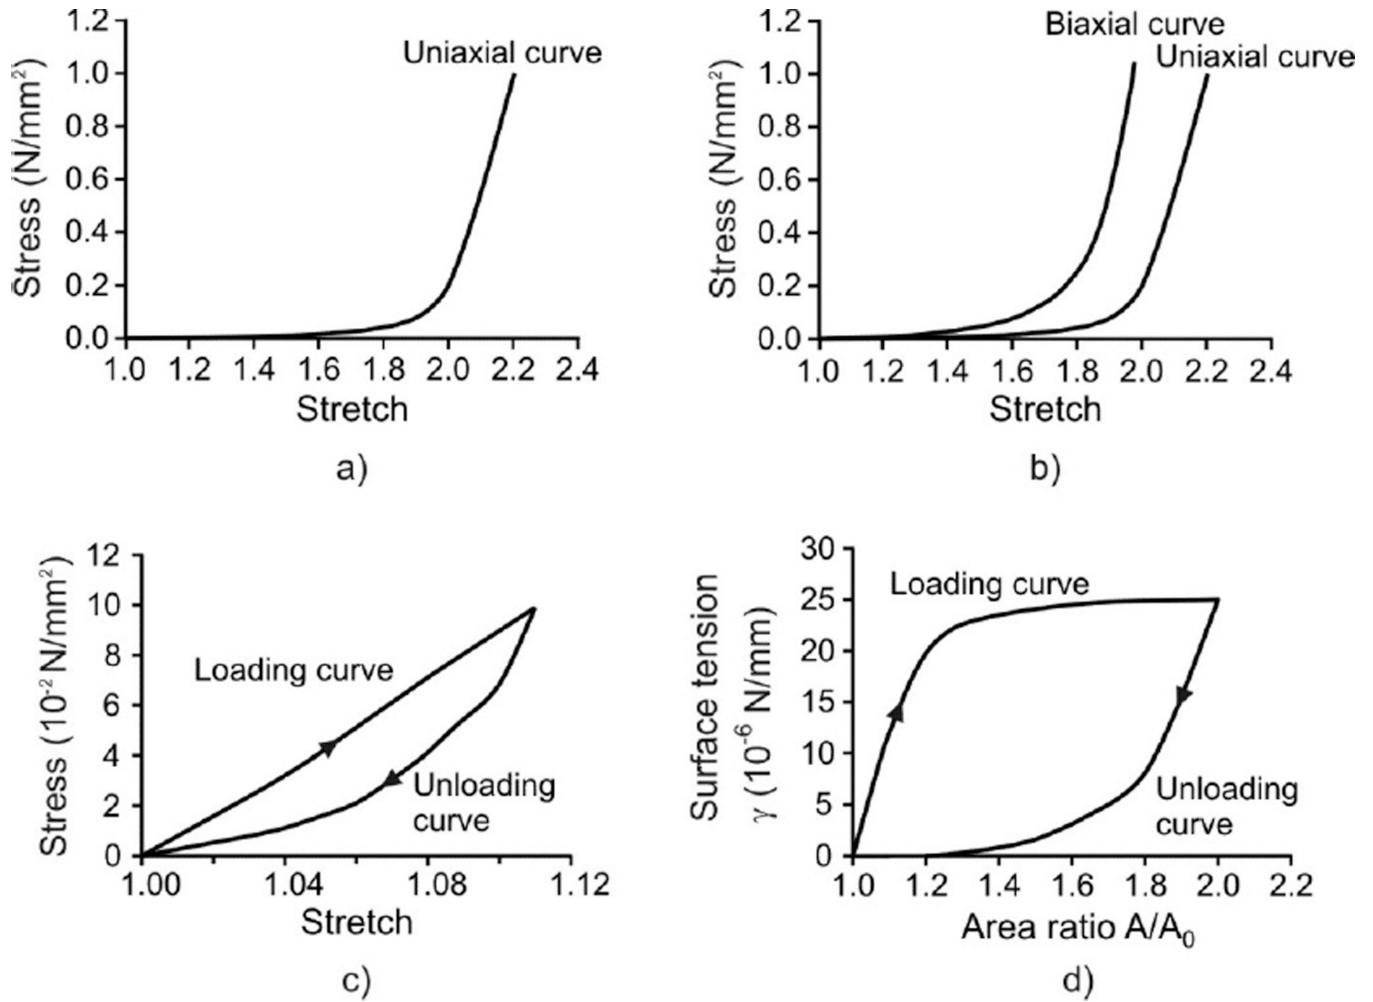 1.2
1.0
0.8
0.6
0.4
0.2
0.0
Stress (N/mm²)
Uniaxial curve
1.0 1.2 1.4 1.6 1.8 2.0 2.2 2.4
Stretch
a)
1.2
1.0
0.8
0.6
0.4
0.2
0.0
Stress (N/mm²)
Biaxial curve
Uniaxial curve
1.0 1.2 1.4 1.6 1.8 2.0 2.2 2.4
Stretch
b)
12
10
8
6
4
2
0
Stress (10⁻² N/mm²)
Loading curve
Unloading
curve
1.00 1.04 1.08 1.12
Stretch
c)
30
25
20
15
10
5
0
Surface tension
γ (10⁻⁶ N/mm)
Loading curve
Unloading
curve
1.0 1.2 1.4 1.6 1.8 2.0 2.2
Area ratio A/A₀
d)